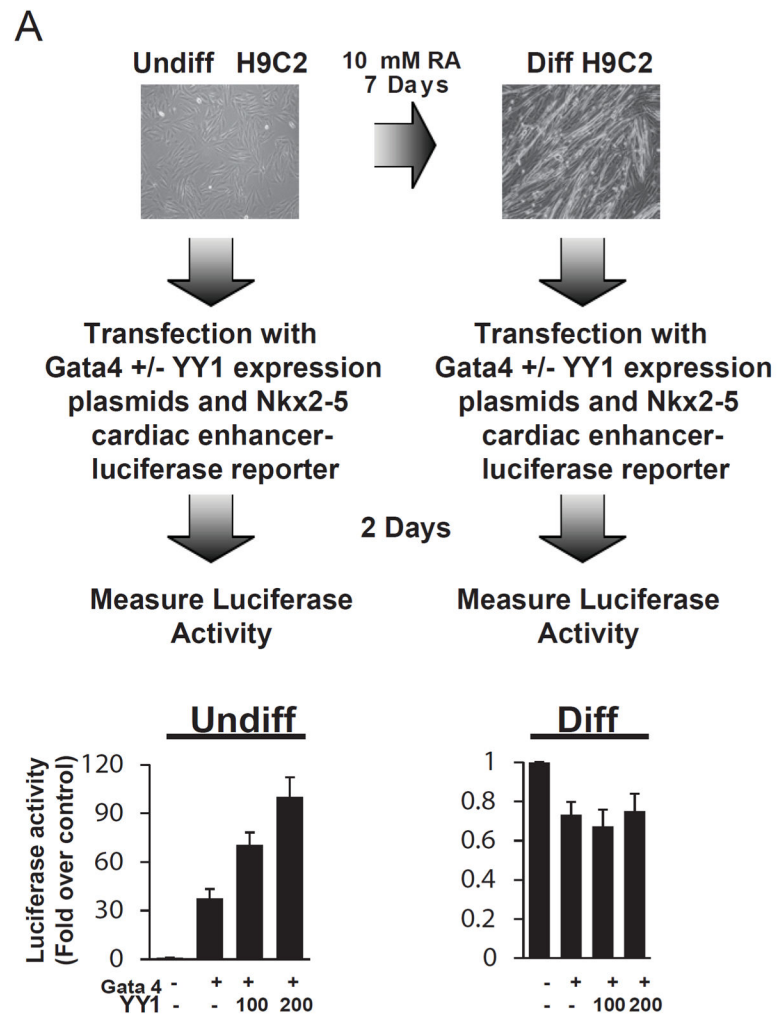 A
Undiff H9C2
10 mM RA
7 Days
Diff H9C2
Transfection with
Gata4 +/- YY1 expression
plasmids and Nkx2-5
cardiac enhancer-
luciferase reporter
Transfection with
Gata4 +/- YY1 expression
plasmids and Nkx2-5
cardiac enhancer-
luciferase reporter
2 Days
Measure Luciferase
Activity
Measure Luciferase
Activity
Undiff
Luciferase activity
(Fold over control)
120
90
60
30
0
Gata 4 - + + +
YY1 - - 100 200
Diff
1
0.8
0.6
0.4
0.2
0
- + + +
- - 100 200